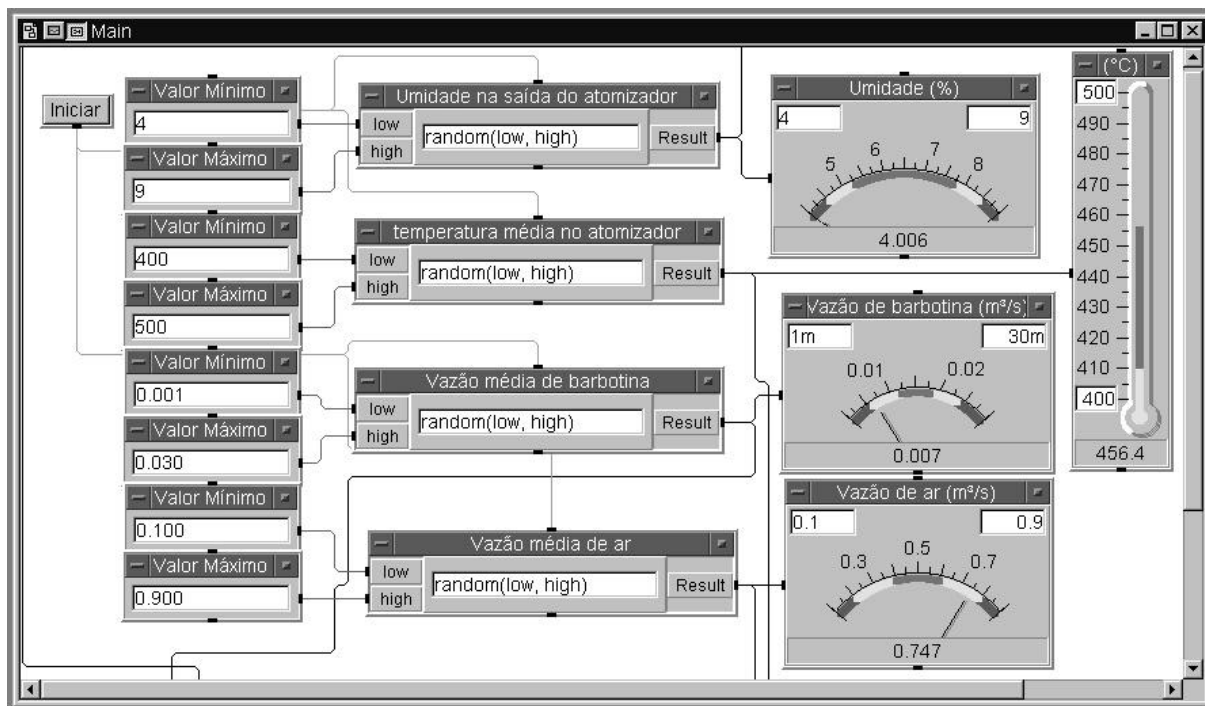 Main
Iniciar
Valor Mínimo
4
Valor Máximo
9
Valor Mínimo
400
Valor Máximo
500
Valor Mínimo
0.001
Valor Máximo
0.030
Valor Mínimo
0.100
Valor Máximo
0.900
Umidade na saída do atomizador
low
high
random(low, high)
Result
temperatura média no atomizador
low
high
random(low, high)
Result
Vazão média de barbotina
low
high
random(low, high)
Result
Vazão média de ar
low
high
random(low, high)
Result
Umidade (%)
4 9
5 6 7 8
4.006
Vazão de barbotina (m³/s)
1m 30m
0.01 0.02
0.007
Vazão de ar (m³/s)
0.1 0.9
0.3 0.5 0.7
0.747
(°C)
500
490
480
470
460
450
440
430
420
410
400
456.4